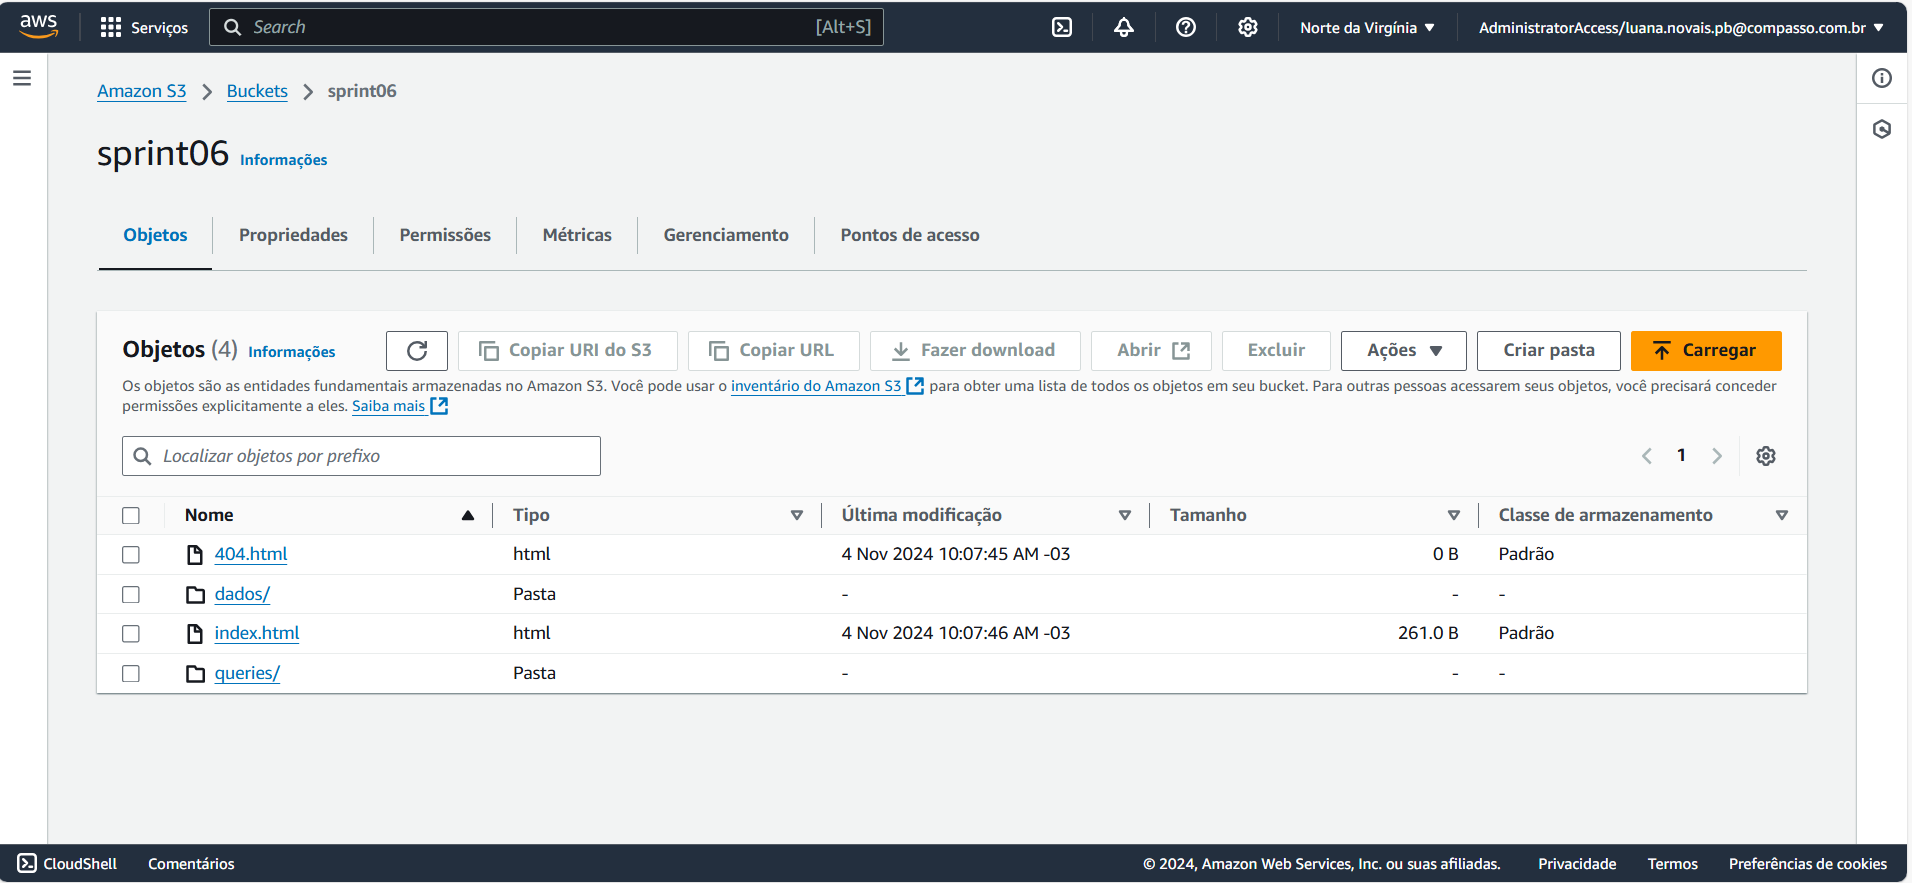 aws Serviços Search [Alt+S] Norte da Virgínia AdministratorAccess/luana.novais.pb@compasso.com.br
Amazon S3 Buckets sprint06
sprint06 Informações
Objetos Propriedades Permissões Métricas Gerenciamento Pontos de acesso
Objetos (4) Informações Copiar URI do S3 Copiar URL Fazer download Abrir Excluir Ações Criar pasta Carregar
Os objetos são as entidades fundamentais armazenadas no Amazon S3. Você pode usar o inventário do Amazon S3 para obter uma lista de todos os objetos em seu bucket. Para outras pessoas acessarem seus objetos, você precisará conceder
permissões explicitamente a eles. Saiba mais
Localizar objetos por prefixo 1
Nome Tipo Última modificação Tamanho Classe de armazenamento
404.html html 4 Nov 2024 10:07:45 AM -03 0 B Padrão
dados/ Pasta - - -
index.html html 4 Nov 2024 10:07:46 AM -03 261.0 B Padrão
queries/ Pasta - - -
CloudShell Comentários © 2024, Amazon Web Services, Inc. ou suas afiliadas. Privacidade Termos Preferências de cookies